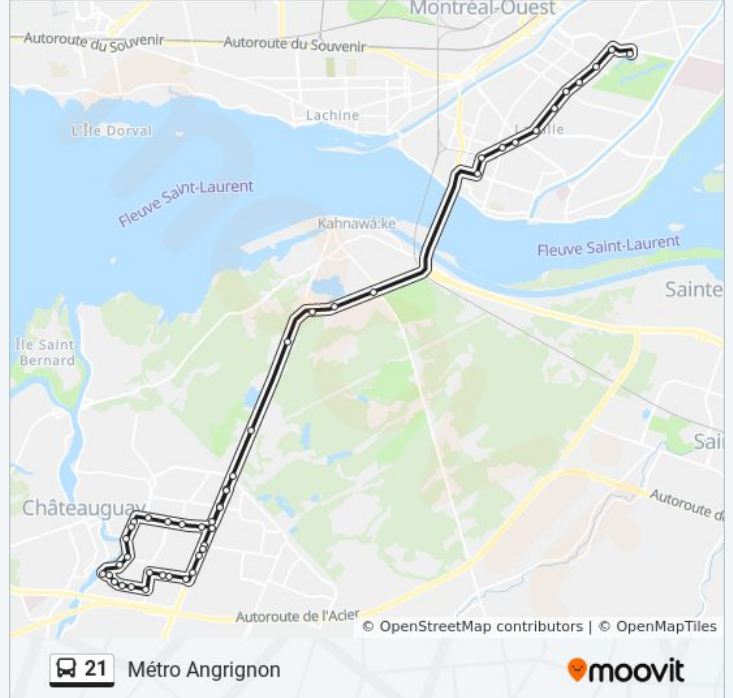 Montréal-Ouest
Autoroute du Souvenir
Autoroute du Souvenir
Lachine
L'Île Dorval
Fleuve Saint-Laurent
Kahnawá:ke
Fleuve Saint-Laurent
Sainte
Île Saint-
Bernard
Sai
Châteauguay
Autoroute d
Autoroute de l'Acier
© OpenStreetMap contributors | © OpenMapTiles
21 Métro Angrignon
moovit